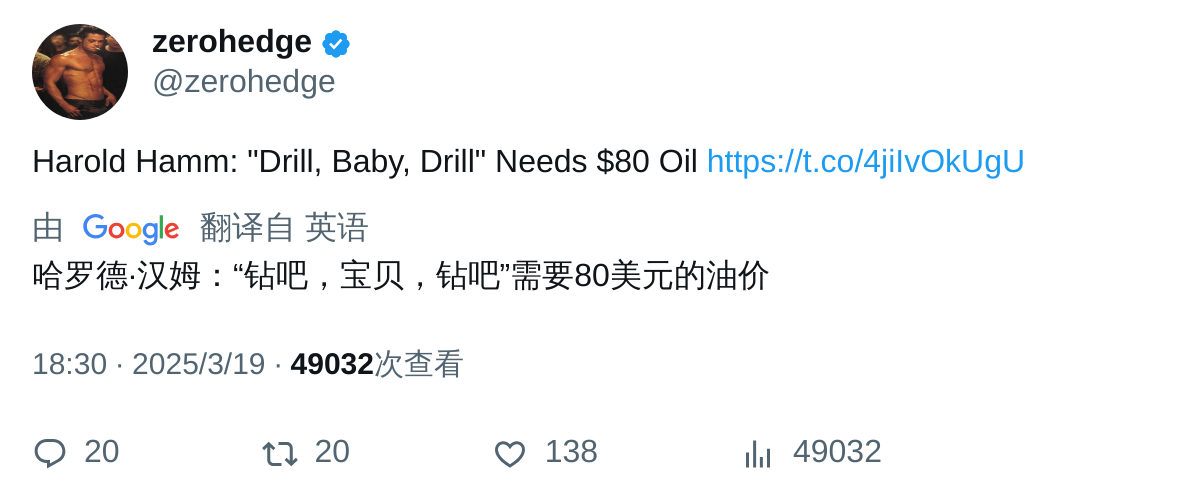 zerohedge
@zerohedge
Harold Hamm: "Drill, Baby, Drill" Needs $80 Oil https://t.co/4jiIvOkUgU
由 Google 翻译自 英语
哈罗德·汉姆：“钻吧，宝贝，钻吧”需要80美元的油价
18:30 · 2025/3/19 · 49032次查看
20 20 138 49032